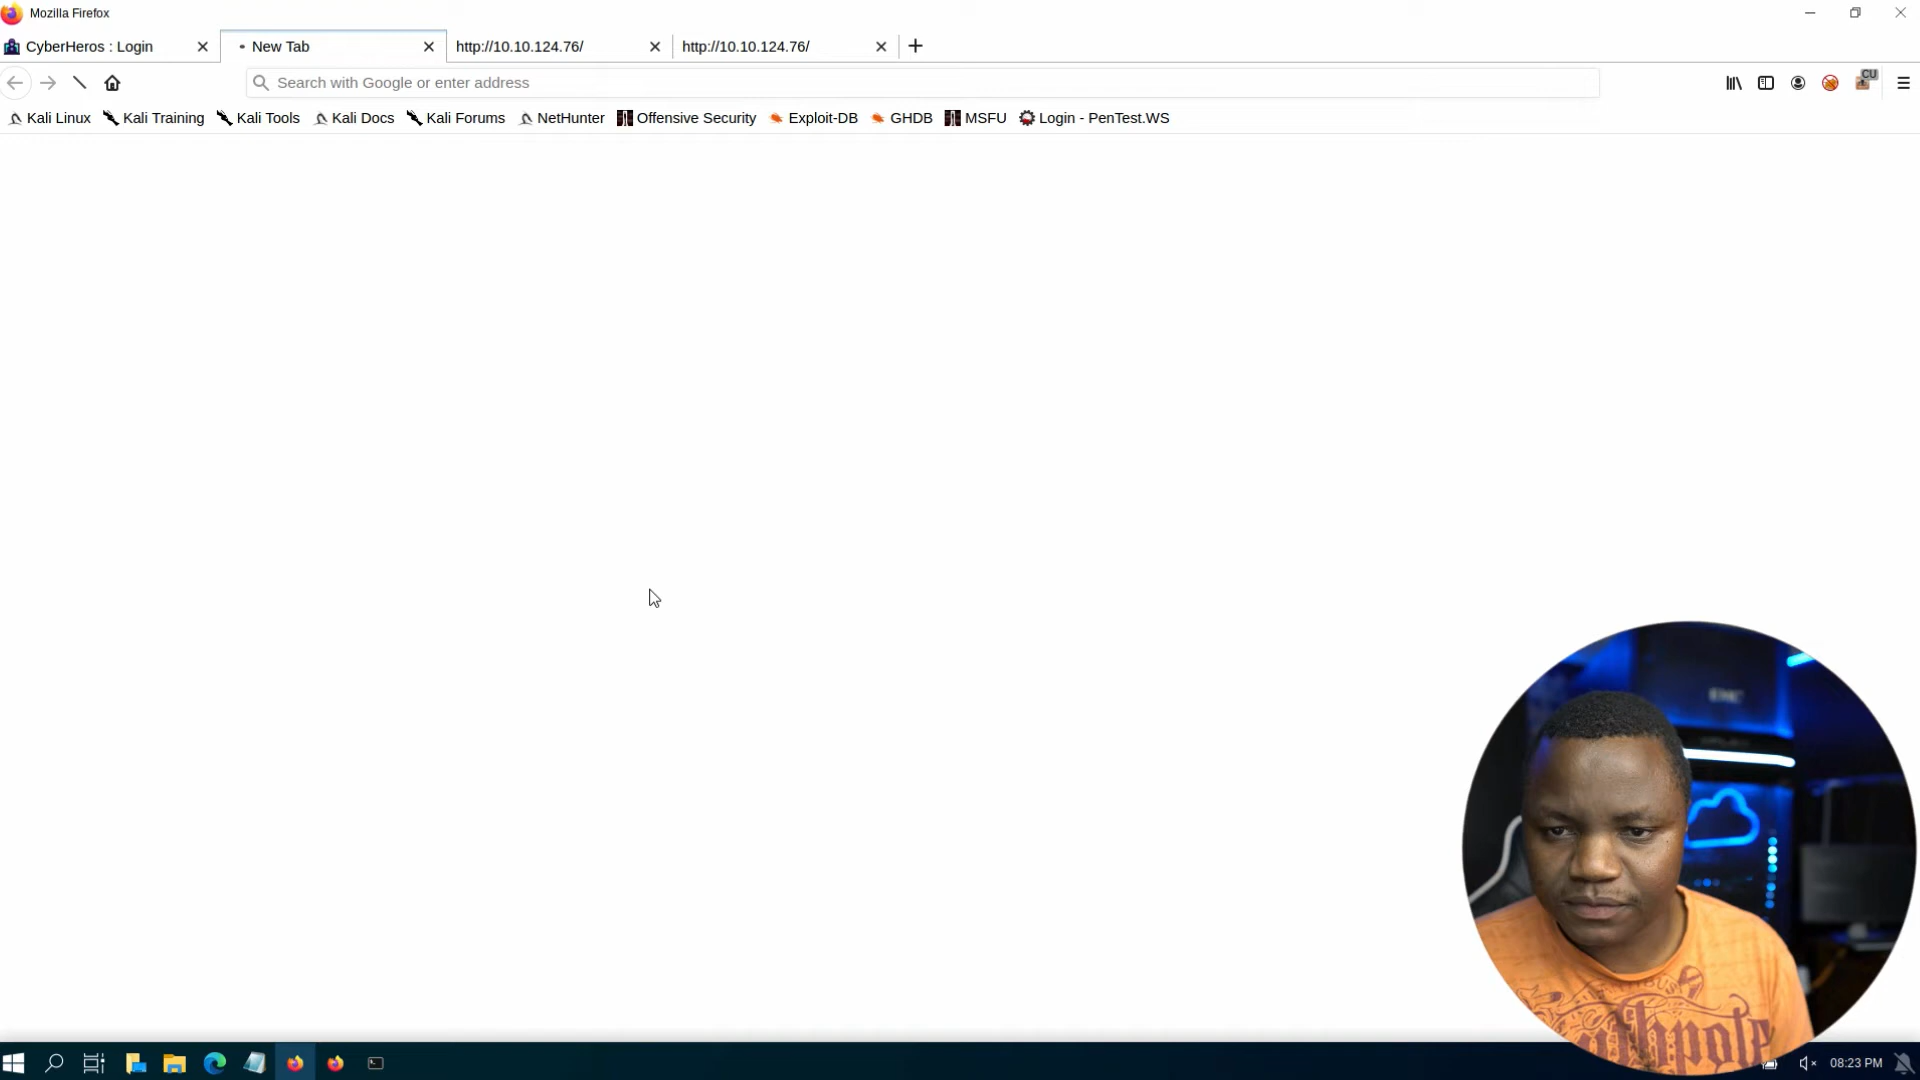 Mozilla Firefox
CyberHeros : Login
New Tab
http://10.10.124.76/
http://10.10.124.76/
Search with Google or enter address
CU
Kali Linux
Kali Training
Kali Tools
Kali Docs
Kali Forums
NetHunter
Offensive Security
Exploit-DB
GHDB
MSFU
Login - PenTest.WS
08:23 PM